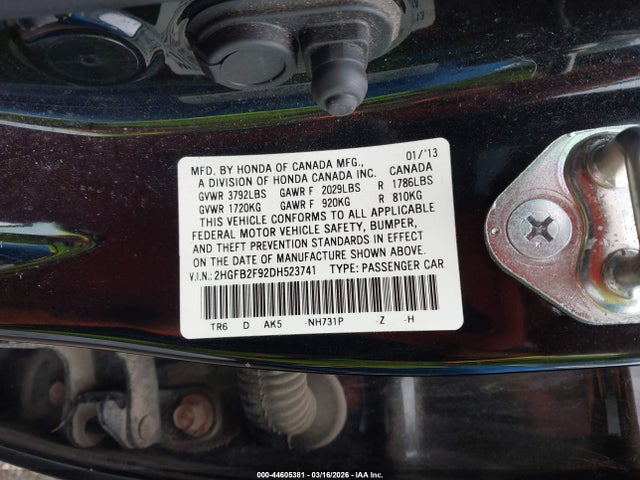 MFD. BY HONDA OF CANADA MFG., 01/'13
A DIVISION OF HONDA CANADA INC. CANADA
GVWR 3792LBS GAWR F 2029LBS R 1786LBS
GVWR 1720KG GAWR F 920KG R 810KG
THIS VEHICLE CONFORMS TO ALL APPLICABLE
FEDERAL MOTOR VEHICLE SAFETY, BUMPER,
AND THEFT PREVENTION STANDARDS IN EFFECT
ON THE DATE OF MANUFACTURE SHOWN ABOVE.
V.I.N.: 2HGFB2F92DH523741 TYPE: PASSENGER CAR
TR6 D AK5 -NH731P -Z -H
000-44605381 - 03/16/2026 - IAA Inc.